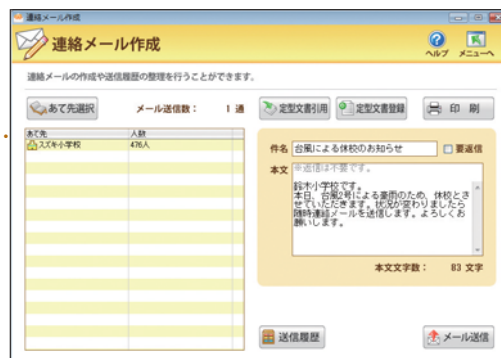 連絡メール作成
連絡メール作成
ヘルプ
メニューへ
連絡メールの作成や送信履歴の整理を行うことができます。
あて先選択
メール送信数： 1 通
定型文書引用
定型文書登録
印 刷
あて先 人数
スズキ小学校 476人
件名 台風による休校のお知らせ
要返信
本文 ※返信は不要です。
鈴木小学校です。
本日、台風2号による豪雨のため、休校とさ
せていただきます。状況が変わりましたら
随時連絡メールを送信します。よろしくお
願いします。
本文文字数： 83 文字
送信履歴
メール送信